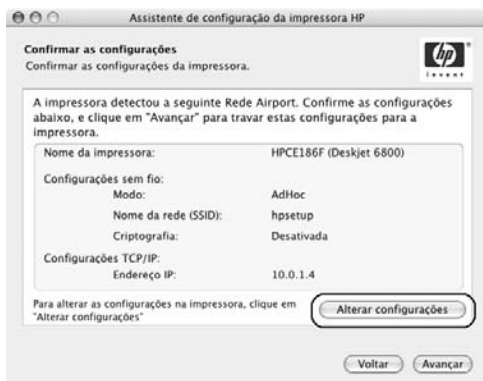 Assistente de configuração da impressora HP
Confirmar as configurações
Confirmar as configurações da impressora.
hp
invent
A impressora detectou a seguinte Rede Airport. Confirme as configurações
abaixo, e clique em "Avançar" para travar estas configurações para a
impressora.
Nome da impressora: HPCE186F (Deskjet 6800)
Configurações sem fio:
Modo: AdHoc
Nome da rede (SSID): hpsetup
Criptografia: Desativada
Configurações TCP/IP:
Endereço IP: 10.0.1.4
Para alterar as configurações na impressora, clique em
"Alterar configurações"
Alterar configurações
Voltar Avançar